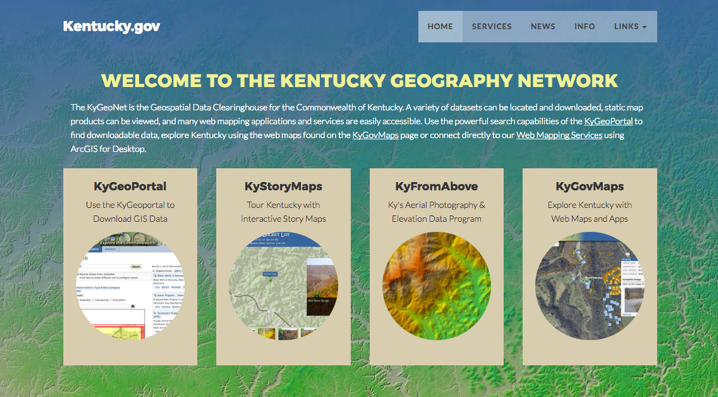 Kentucky.gov
HOME SERVICES NEWS INFO LINKS
WELCOME TO THE KENTUCKY GEOGRAPHY NETWORK
The KyGeoNet is the Geospatial Data Clearinghouse for the Commonwealth of Kentucky. A variety of datasets can be located and downloaded, static map
products can be viewed, and many web mapping applications and services are easily accessible. Use the powerful search capabilities of the KyGeoPortal to
find downloadable data, explore Kentucky using the web maps found on the KyGovMaps page or connect directly to our Web Mapping Services using
ArcGIS for Desktop.
KyGeoPortal
Use the KyGeoportal to
Download GIS Data
KyStoryMaps
Tour Kentucky with
Interactive Story Maps
KyFromAbove
Ky's Aerial Photography &
Elevation Data Program
KyGovMaps
Explore Kentucky with
Web Maps and Apps